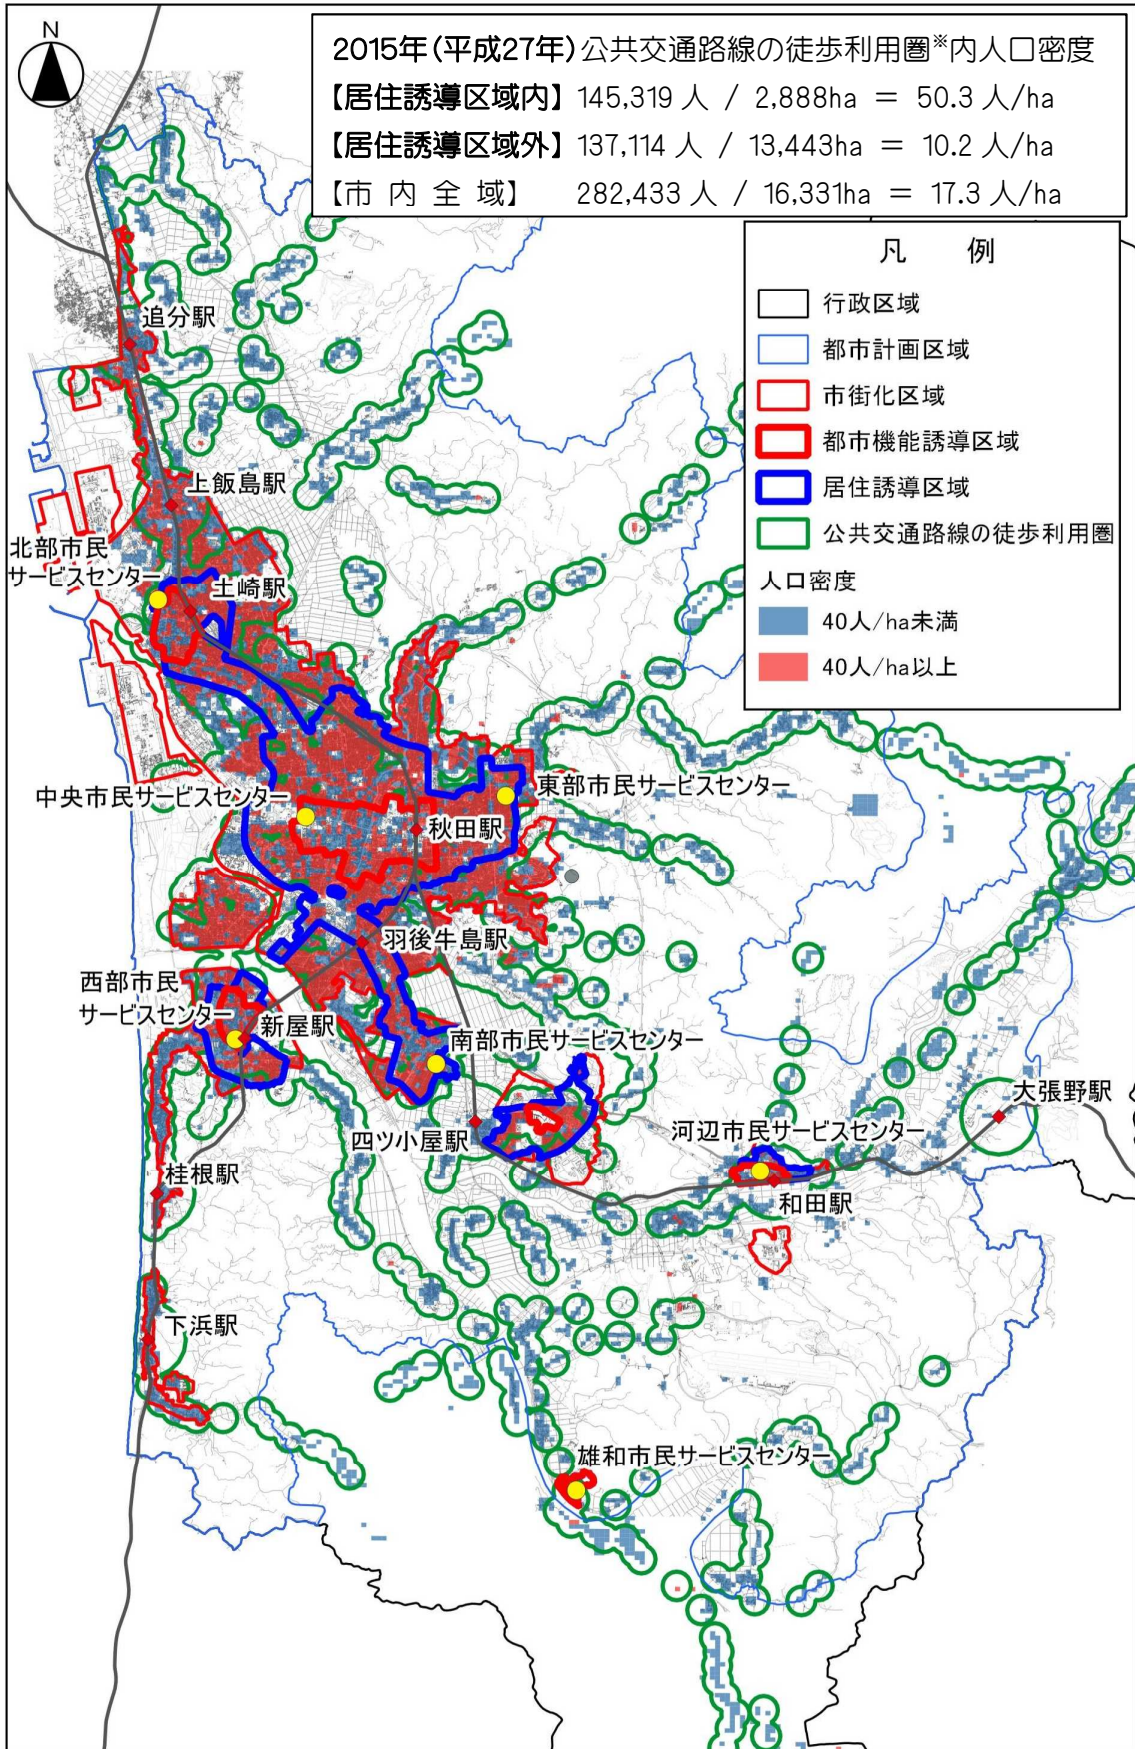 N
2015年(平成27年)公共交通路線の徒歩利用圏※内人口密度
【居住誘導区域内】 145,319 人 / 2,888ha = 50.3 人/ha
【居住誘導区域外】 137,114 人 / 13,443ha = 10.2 人/ha
【市 内 全 域】 282,433 人 / 16,331ha = 17.3 人/ha
凡 例
行政区域
都市計画区域
市街化区域
都市機能誘導区域
居住誘導区域
公共交通路線の徒歩利用圏
人口密度
40人/ha未満
40人/ha以上
追分駅
上飯島駅
北部市民
サービスセンター
土崎駅
中央市民サービスセンター
東部市民サービスセンター
秋田駅
羽後牛島駅
西部市民
サービスセンター
新屋駅
南部市民サービスセンター
四ツ小屋駅
大張野駅
河辺市民サービスセンター
和田駅
桂根駅
下浜駅
雄和市民サービスセンター